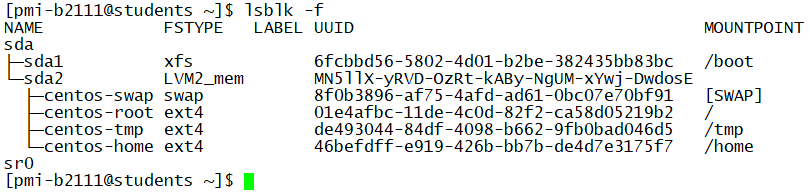 [pmi-b2111@students ~]$ lsblk -f
NAME            FSTYPE   LABEL UUID                                   MOUNTPOINT
sda
├─sda1          xfs            6fcbbd56-5802-4d01-b2be-382435bb83bc   /boot
└─sda2          LVM2_mem       MN5llX-yRVD-OzRt-kABy-NgUM-xYwj-DwdosE
  ├─centos-swap swap           8f0b3896-af75-4afd-ad61-0bc07e70bf91   [SWAP]
  ├─centos-root ext4           01e4afbc-11de-4c0d-82f2-ca58d05219b2   /
  ├─centos-tmp  ext4           de493044-84df-4098-b662-9fb0bad046d5   /tmp
  └─centos-home ext4           46befdff-e919-426b-bb7b-de4d7e3175f7   /home
sr0
[pmi-b2111@students ~]$